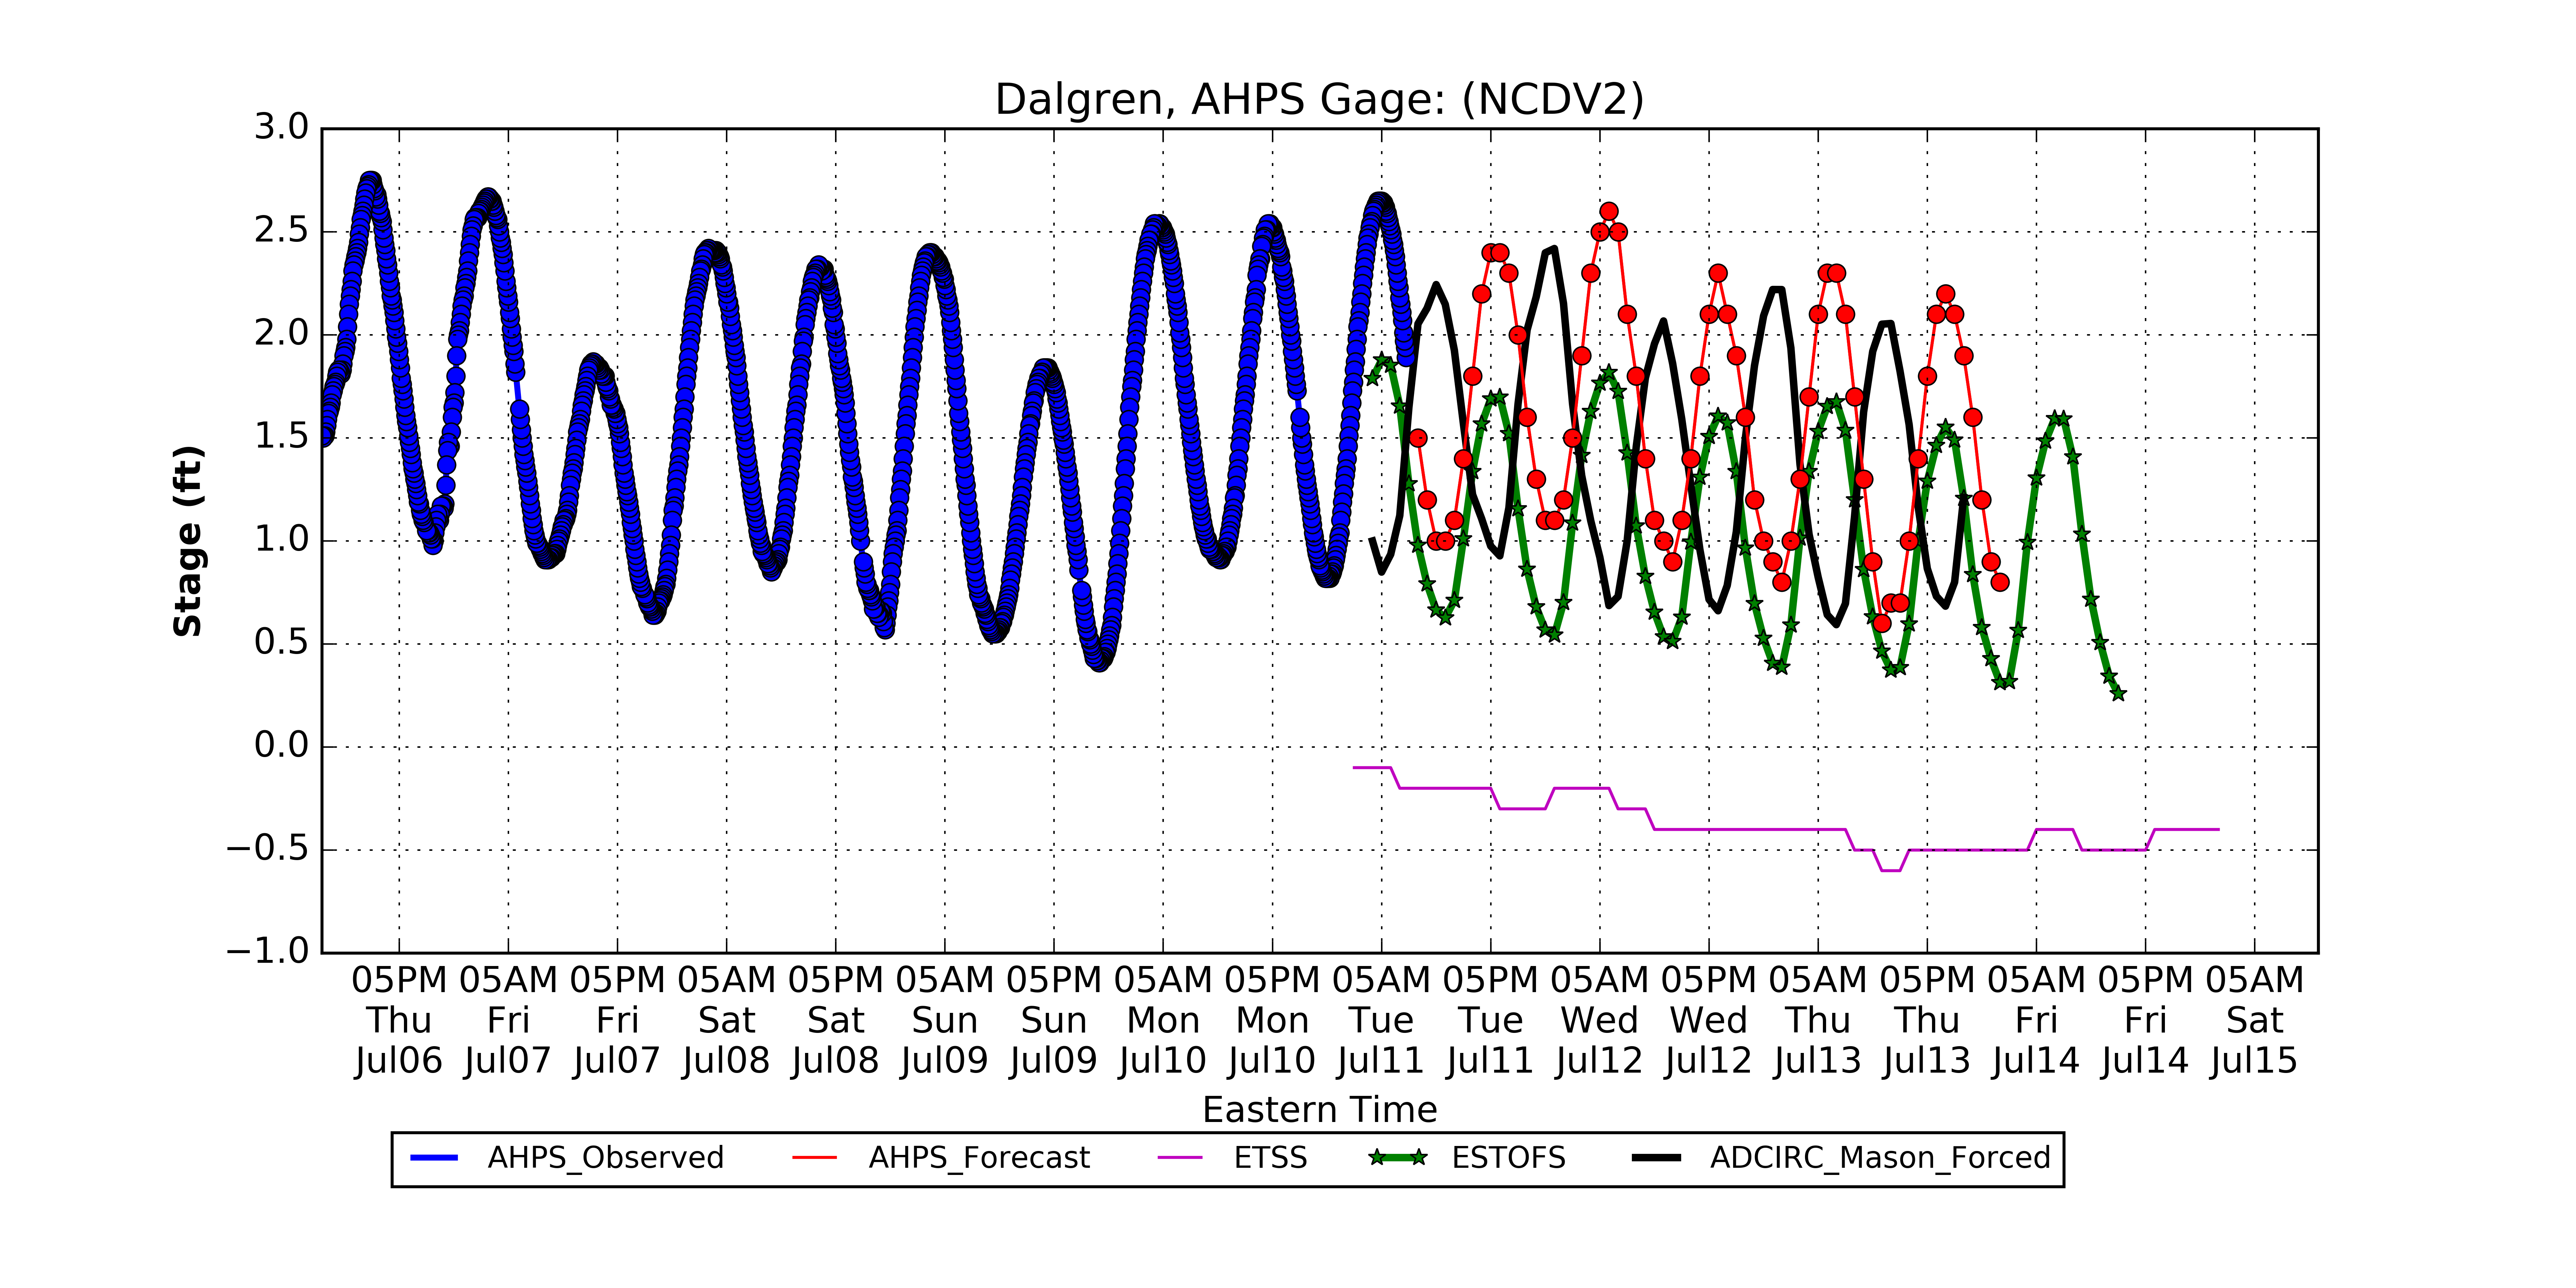 Dalgren, AHPS Gage: (NCDV2)
3.0
2.5
2.0
1.5
1.0
0.5
0.0
−0.5
−1.0
Stage (ft)
05PM 05AM 05PM 05AM 05PM 05AM 05PM 05AM 05PM 05AM 05PM 05AM 05PM 05AM 05PM 05AM 05PM 05AM
Thu Fri Fri Sat Sat Sun Sun Mon Mon Tue Tue Wed Wed Thu Thu Fri Fri Sat
Jul06 Jul07 Jul07 Jul08 Jul08 Jul09 Jul09 Jul10 Jul10 Jul11 Jul11 Jul12 Jul12 Jul13 Jul13 Jul14 Jul14 Jul15
Eastern Time
AHPS_Observed AHPS_Forecast ETSS ESTOFS ADCIRC_Mason_Forced